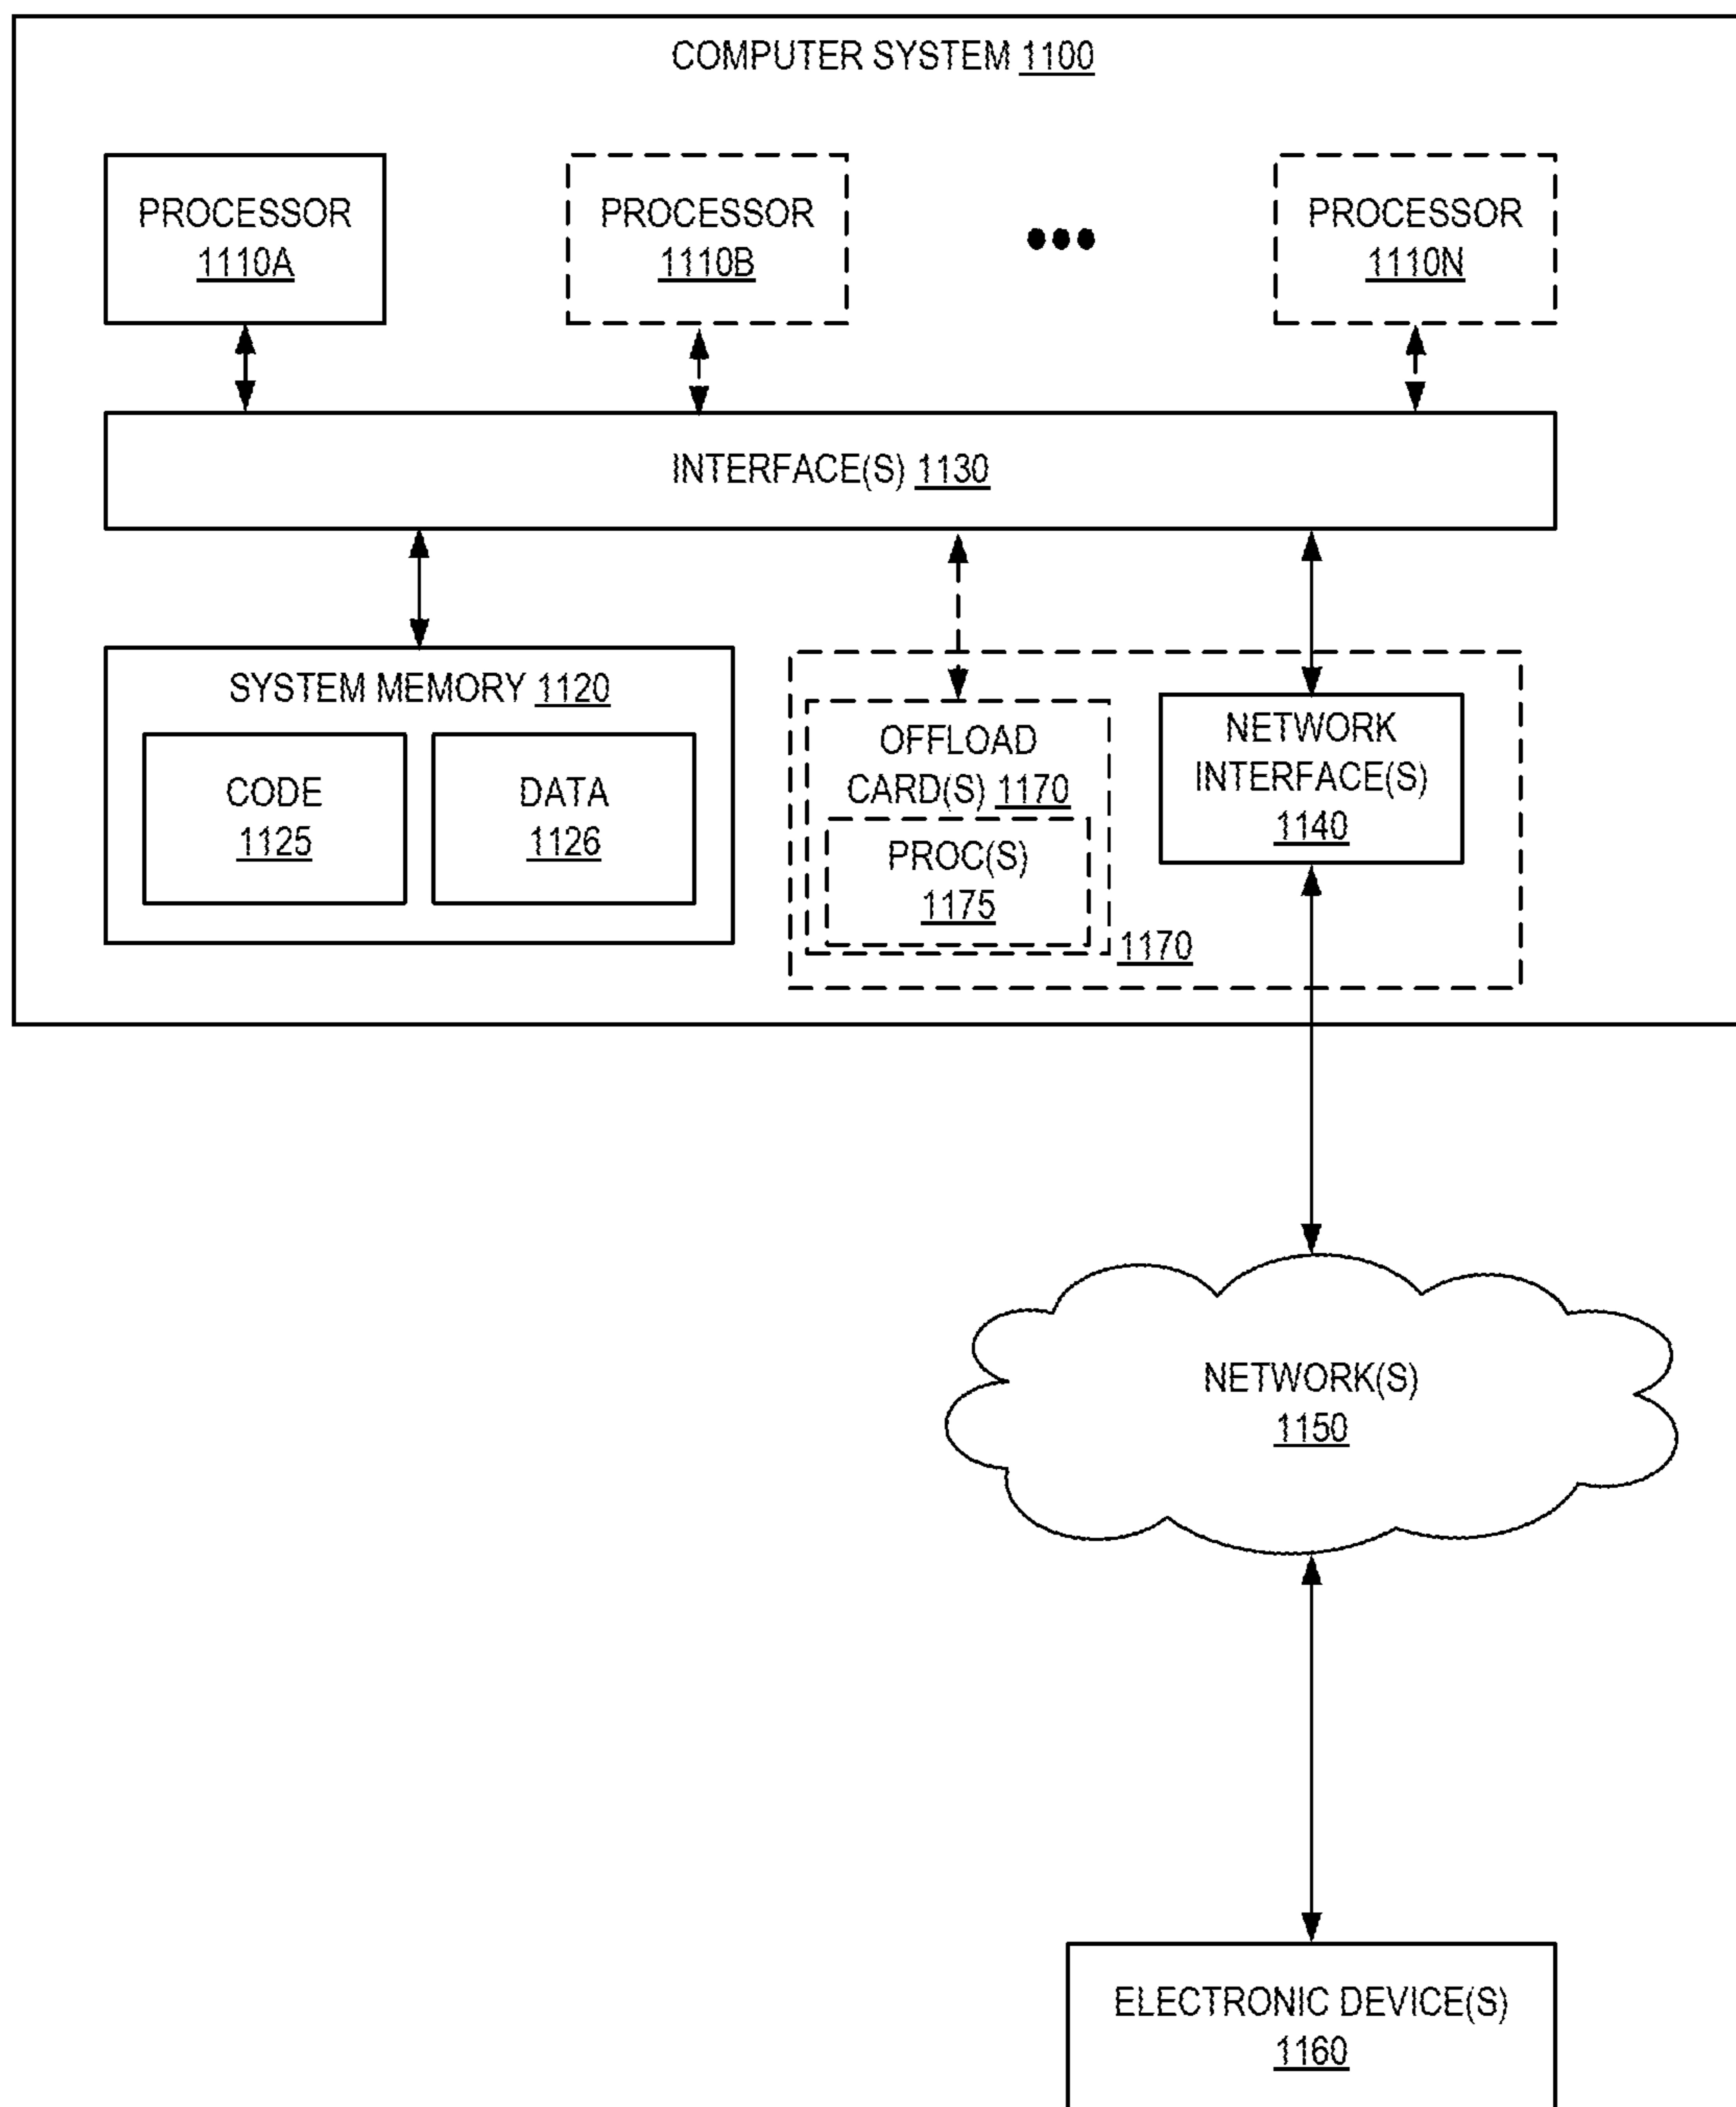 COMPUTER SYSTEM 1100
PROCESSOR
1110A
PROCESSOR
1110B
PROCESSOR
1110N
INTERFACE(S) 1130
SYSTEM MEMORY 1120
CODE
1125
DATA
1126
OFFLOAD
CARD(S) 1170
PROC(S)
1175
1170
NETWORK
INTERFACE(S)
1140
NETWORK(S)
1150
ELECTRONIC DEVICE(S)
1160